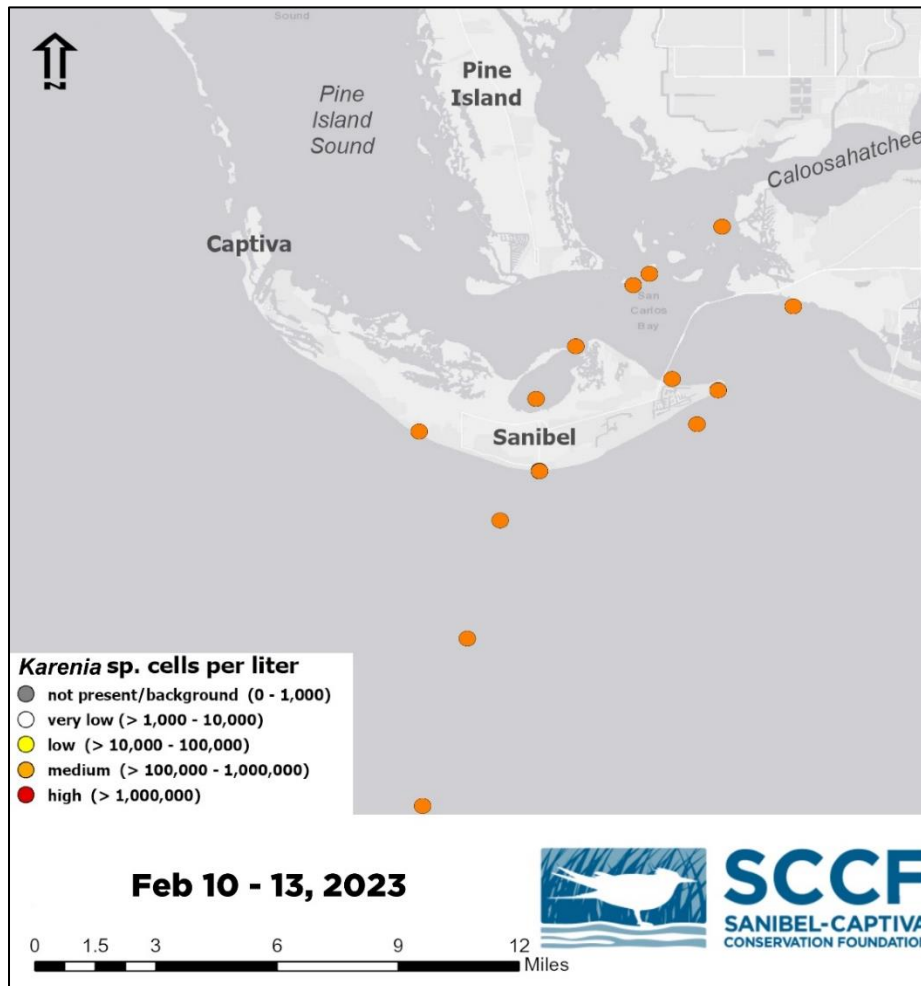 Sound
N
Pine
Island
Pine
Island
Sound
Caloosahatchee
Captiva
San
Carlos
Bay
Sanibel
Karenia sp. cells per liter
not present/background (0 - 1,000)
very low (> 1,000 - 10,000)
low (> 10,000 - 100,000)
medium (> 100,000 - 1,000,000)
high (> 1,000,000)
Feb 10 - 13, 2023
0 1.5 3 6 9 12
Miles
SCCF
SANIBEL-CAPTIVA
CONSERVATION FOUNDATION